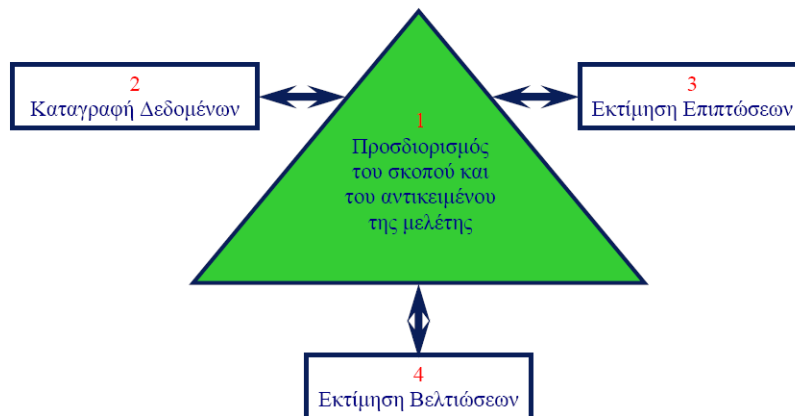 1
Προσδιορισμός
του σκοπού και
του αντικειμένου
της μελέτης
2
Καταγραφή Δεδομένων
3
Εκτίμηση Επιπτώσεων
4
Εκτίμηση Βελτιώσεων